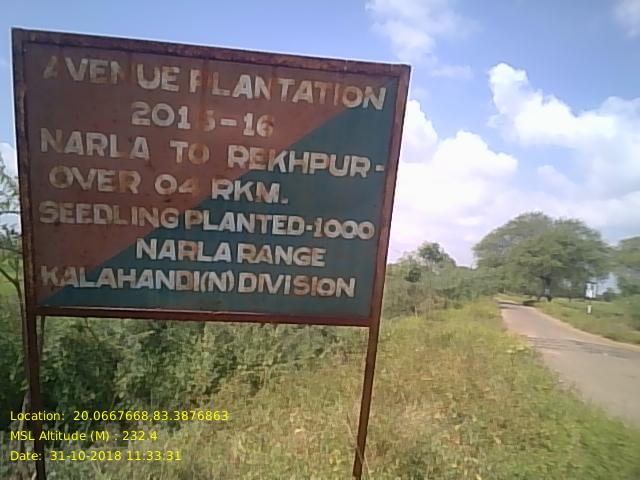 AVENUE PLANTATION
2015-16
NARLA TO REKHPUR-
OVER 04 RKM.
SEEDLING PLANTED-1000
NARLA RANGE
KALAHANDI(N) DIVISION
Location: 20.0667668,83.3876863
MSL Altitude (M) : 232.4
Date: 31-10-2018 11:33:31